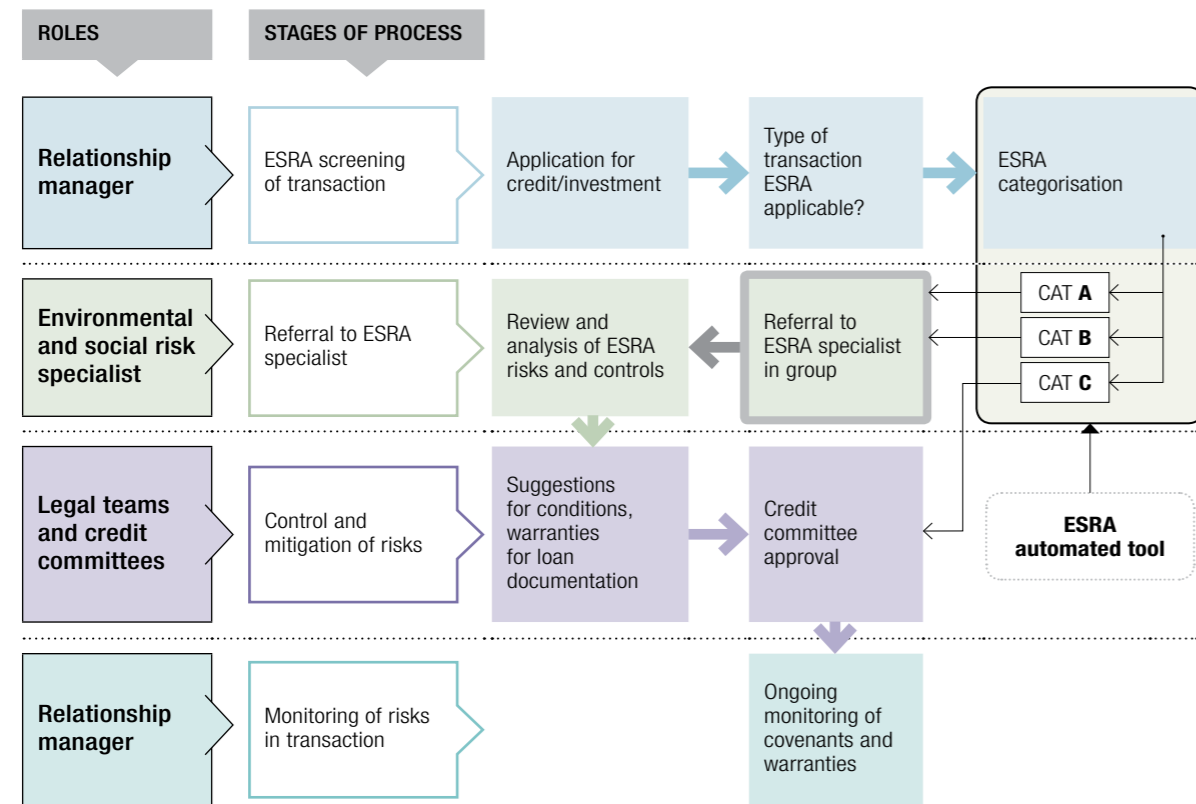 ROLES
STAGES OF PROCESS
Relationship
manager
ESRA screening
of transaction
Application for
credit/investment
Type of
transaction
ESRA
applicable?
ESRA
categorisation
Environmental
and social risk
specialist
Referral to ESRA
specialist
Review and
analysis of ESRA
risks and controls
Referral to
ESRA specialist
in group
CAT A
CAT B
CAT C
Legal teams
and credit
committees
Control and
mitigation of risks
Suggestions
for conditions,
warranties
for loan
documentation
Credit
committee
approval
ESRA
automated tool
Relationship
manager
Monitoring of risks
in transaction
Ongoing
monitoring of
covenants and
warranties